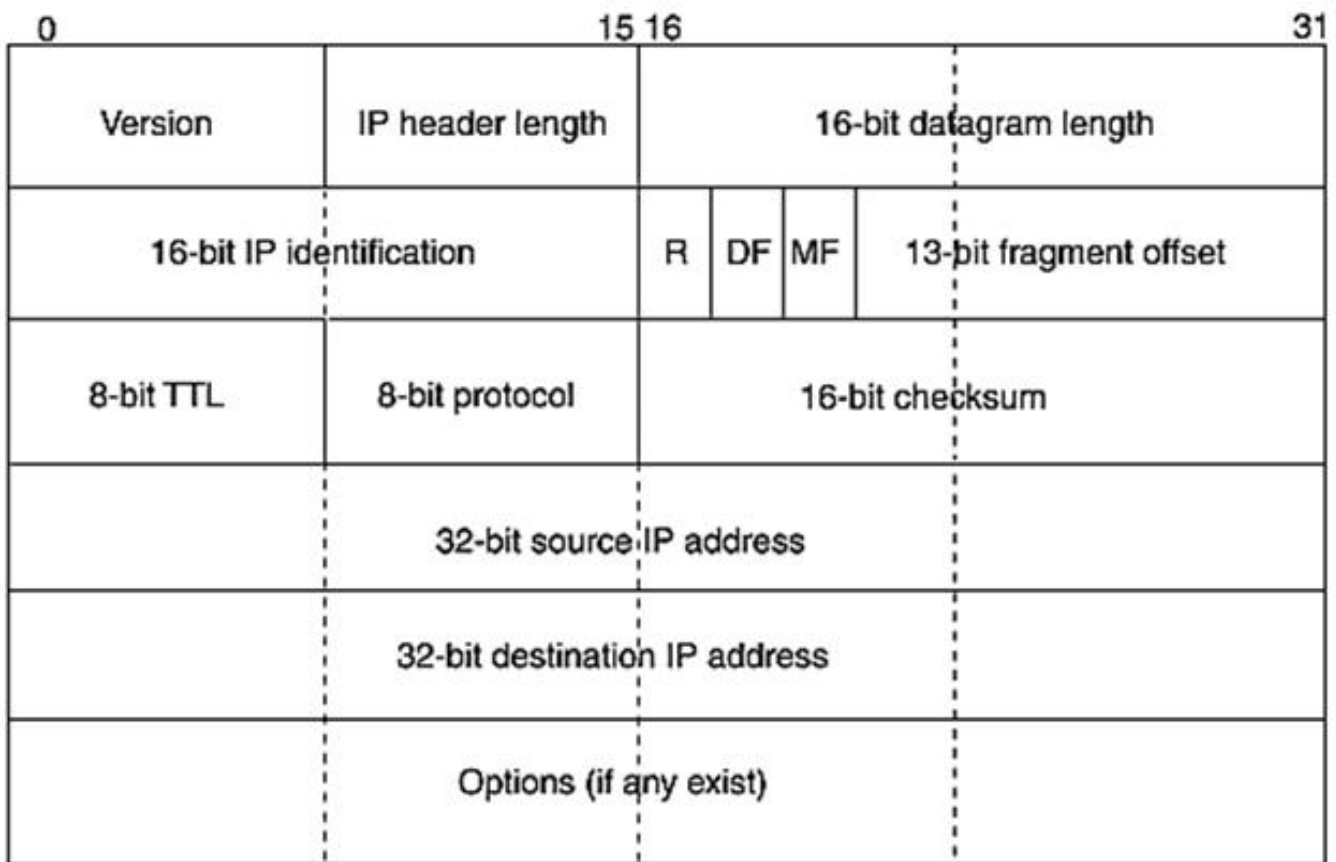 0 15 16 31
Version IP header length 16-bit datagram length
16-bit IP identification R DF MF 13-bit fragment offset
8-bit TTL 8-bit protocol 16-bit checksum
32-bit source IP address
32-bit destination IP address
Options (if any exist)